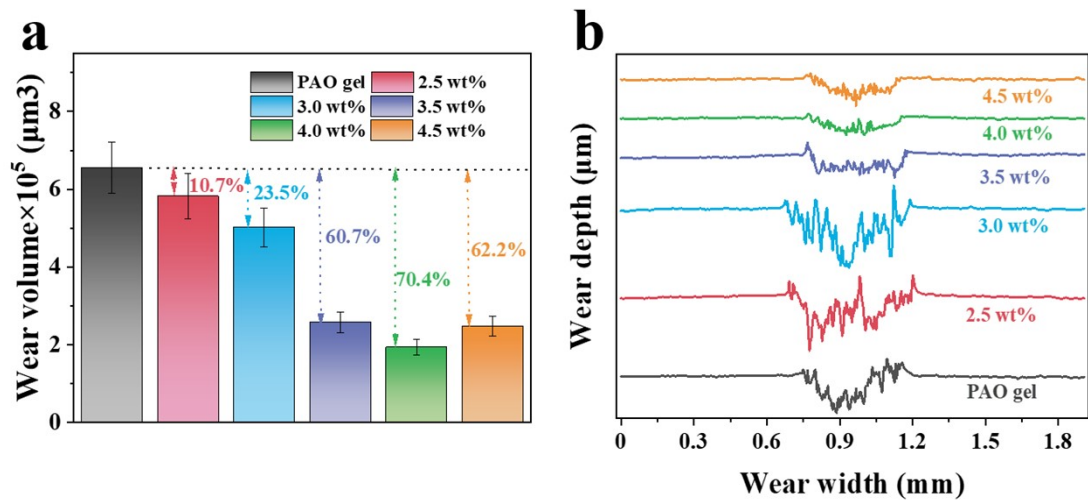 a
Wear volume×10⁵ (μm3)
8
6
4
2
0
PAO gel
2.5 wt%
3.0 wt%
3.5 wt%
4.0 wt%
4.5 wt%
10.7%
23.5%
60.7%
70.4%
62.2%
b
Wear depth (μm)
4.5 wt%
4.0 wt%
3.5 wt%
3.0 wt%
2.5 wt%
PAO gel
0 0.3 0.6 0.9 1.2 1.5 1.8
Wear width (mm)